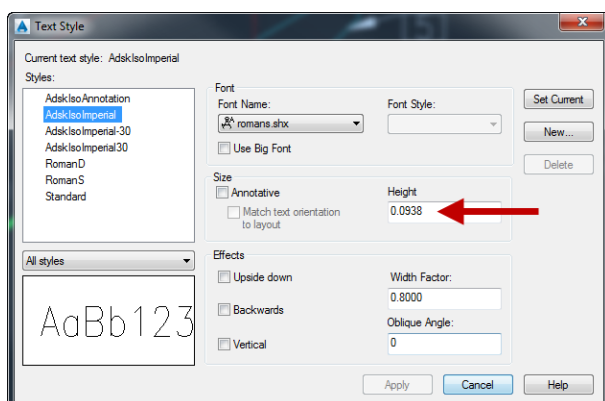 Text Style
Current text style: AdskIsoImperial
Styles:
AdskIsoAnnotation
AdskIsoImperial
AdskIsoImperial-30
AdskIsoImperial30
RomanD
RomanS
Standard
All styles
AaBb123
Font
Font Name:
romans.shx
Font Style:
Use Big Font
Size
Annotative
Match text orientation
to layout
Height
0.0938
Effects
Upside down
Backwards
Vertical
Width Factor:
0.8000
Oblique Angle:
0
Set Current
New...
Delete
Apply
Cancel
Help